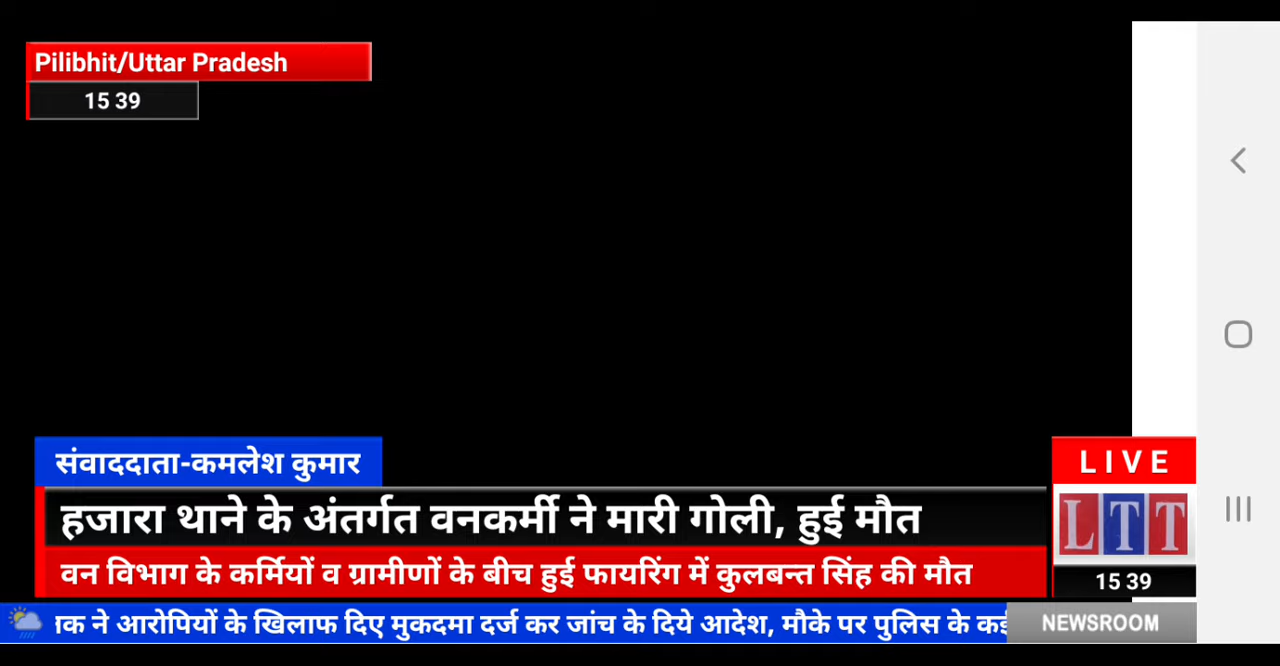 Pilibhit/Uttar Pradesh
15 39
संवाददाता-कमलेश कुमार
LIVE
हजारा थाने के अंतर्गत वनकर्मी ने मारी गोली, हुई मौत
LTT
वन विभाग के कर्मियों व ग्रामीणों के बीच हुई फायरिंग में कुलबन्त सिंह की मौत
15 39
ने आरोपियों के खिलाफ दिए मुकदमा दर्ज कर जांच के दिये आदेश, मौके पर पुलिस के
NEWSROOM